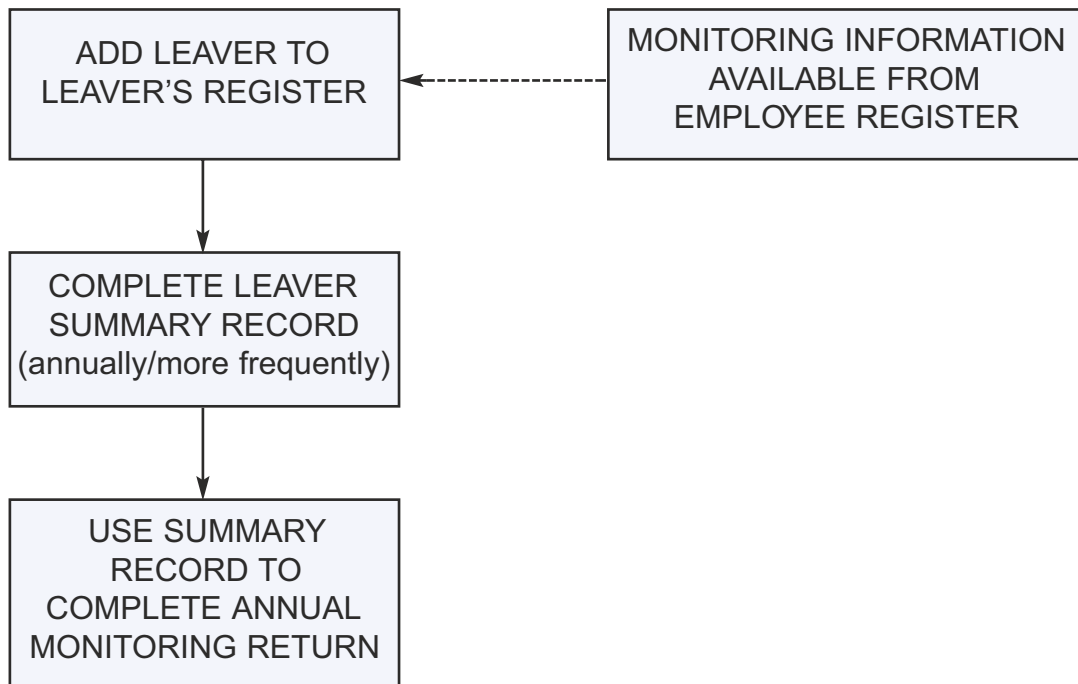 ADD LEAVER TO
LEAVER’S REGISTER
MONITORING INFORMATION
AVAILABLE FROM
EMPLOYEE REGISTER
COMPLETE LEAVER
SUMMARY RECORD
(annually/more frequently)
USE SUMMARY
RECORD TO
COMPLETE ANNUAL
MONITORING RETURN